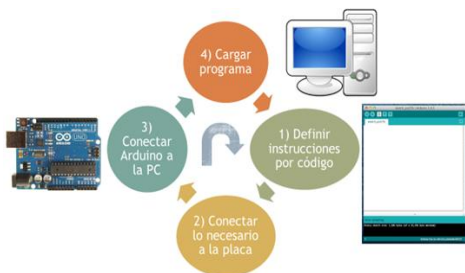 4) Cargar
programa
3)
Conectar
Arduino a
la PC
1) Definir
instrucciones
por código
2) Conectar
lo necesario
a la placa
UNO